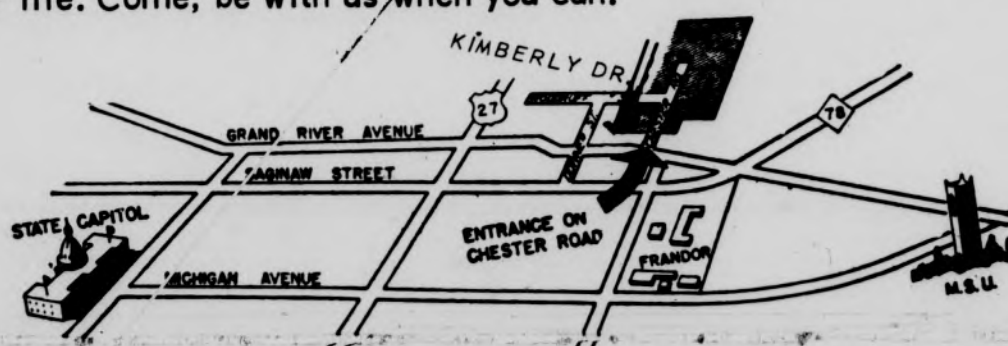 life. Come, be with us when you can.
KIMBERLY DR.
27
78
GRAND RIVER AVENUE
SAGINAW STREET
STATE CAPITOL
ENTRANCE ON
CHESTER ROAD
FRANDOR
MICHIGAN AVENUE
M.S.U.